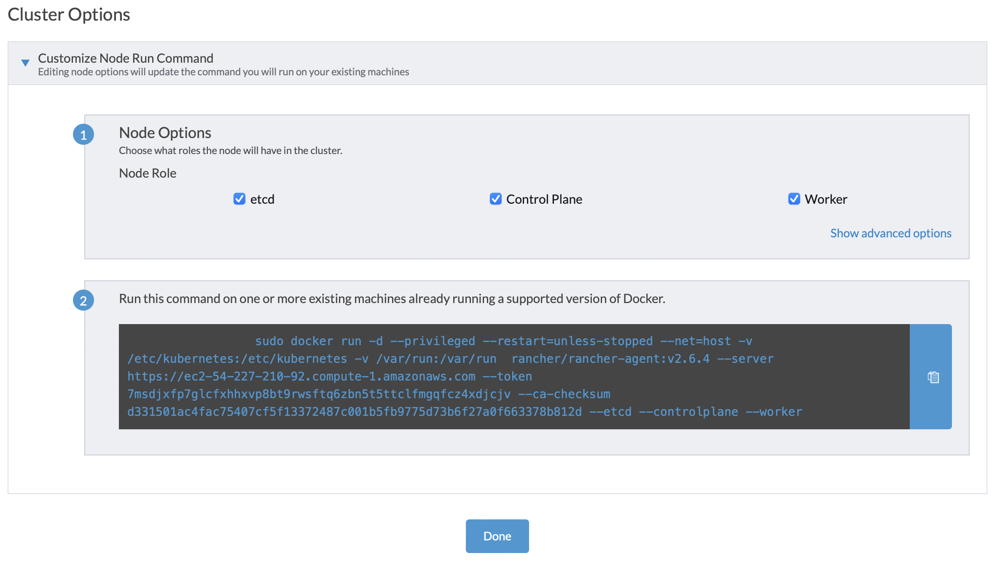 Cluster Options
Customize Node Run Command
Editing node options will update the command you will run on your existing machines
1
Node Options
Choose what roles the node will have in the cluster.
Node Role
etcd
Control Plane
Worker
Show advanced options
2
Run this command on one or more existing machines already running a supported version of Docker.
sudo docker run -d --privileged --restart=unless-stopped --net=host -v
/etc/kubernetes:/etc/kubernetes -v /var/run:/var/run  rancher/rancher-agent:v2.6.4 --server
https://ec2-54-227-210-92.compute-1.amazonaws.com --token
7msdjxfp7glcfxhhxvp8bt9rwsftq6zbn5t5ttclfmgqfcz4xdjcjv --ca-checksum
d331501ac4fac75407cf5f13372487c001b5fb9775d73b6f27a0f663378b812d --etcd --controlplane --worker
Done